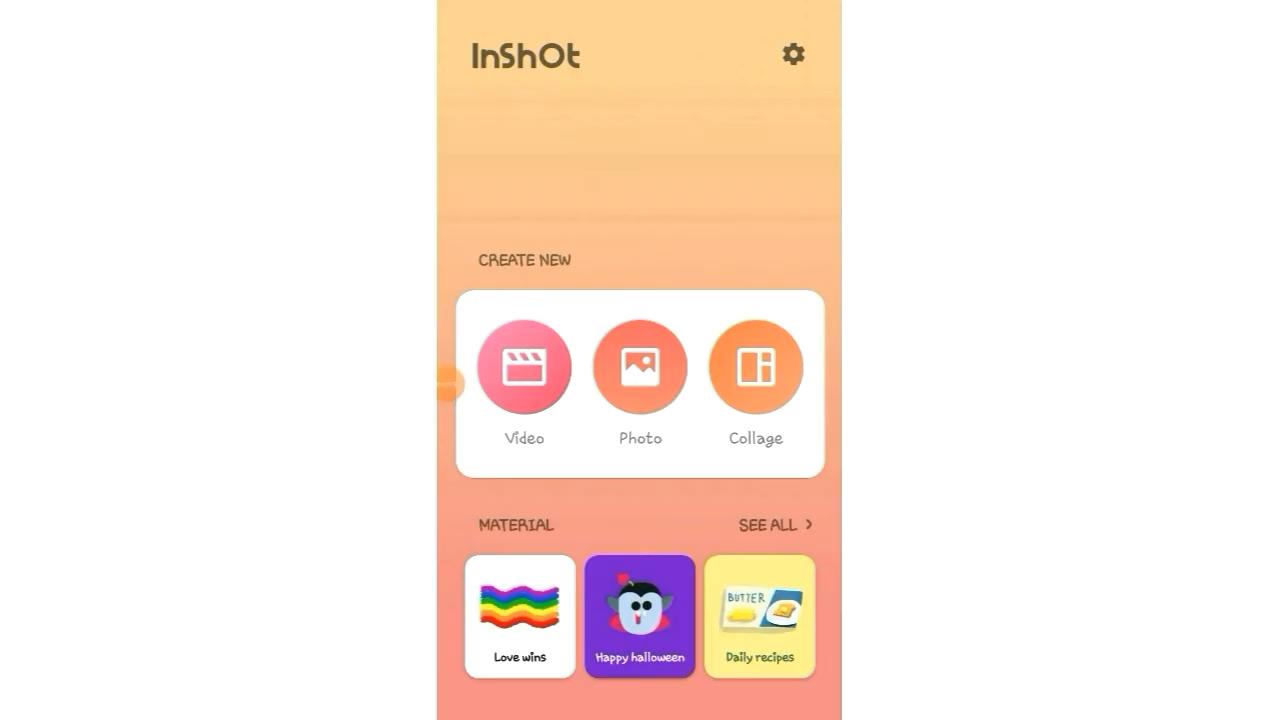 InShOt
CREATE NEW
Video
Photo
Collage
MATERIAL
SEE ALL >
BUTTER
Love wins
Happy halloween
Daily recipes